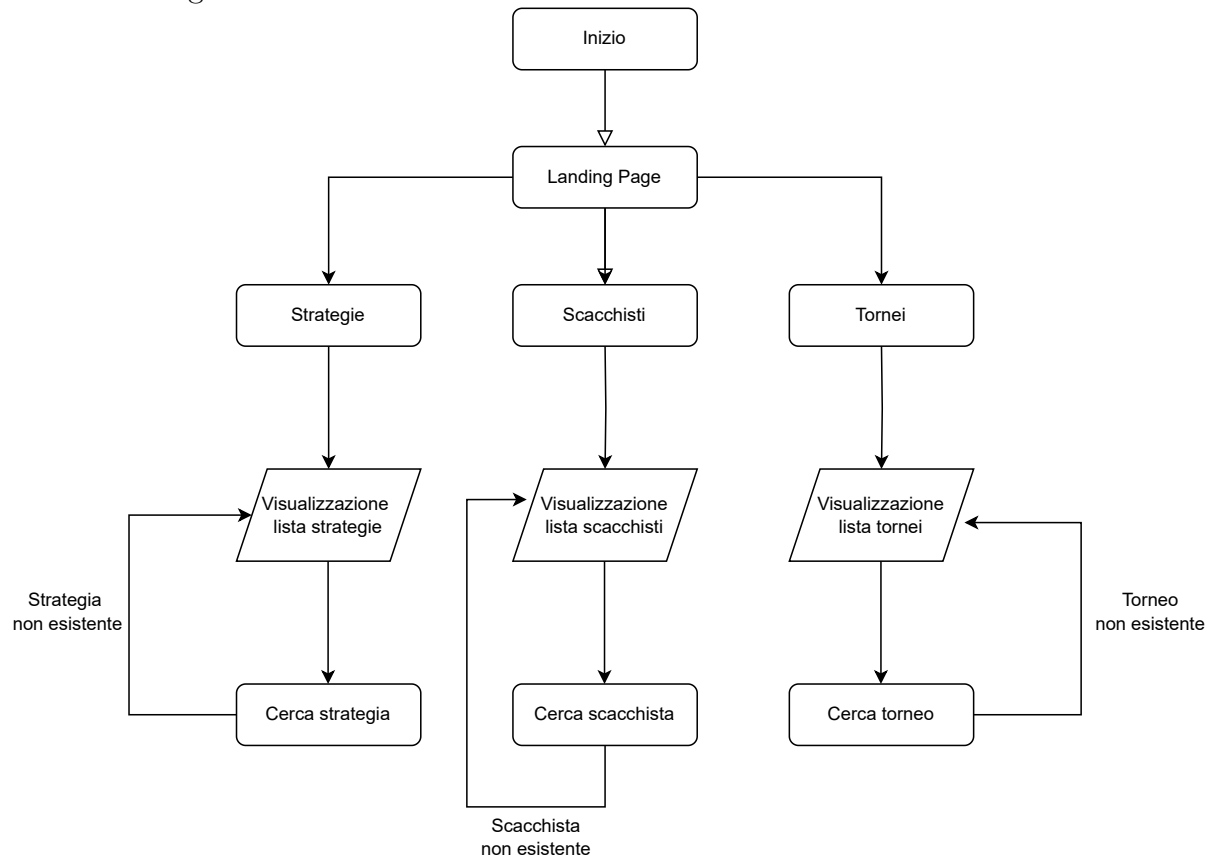 Inizio
Landing Page
Strategie
Scacchisti
Tornei
Visualizzazione
lista strategie
Visualizzazione
lista scacchisti
Visualizzazione
lista tornei
Strategia
non esistente
Torneo
non esistente
Cerca strategia
Cerca scacchista
Cerca torneo
Scacchista
non esistente